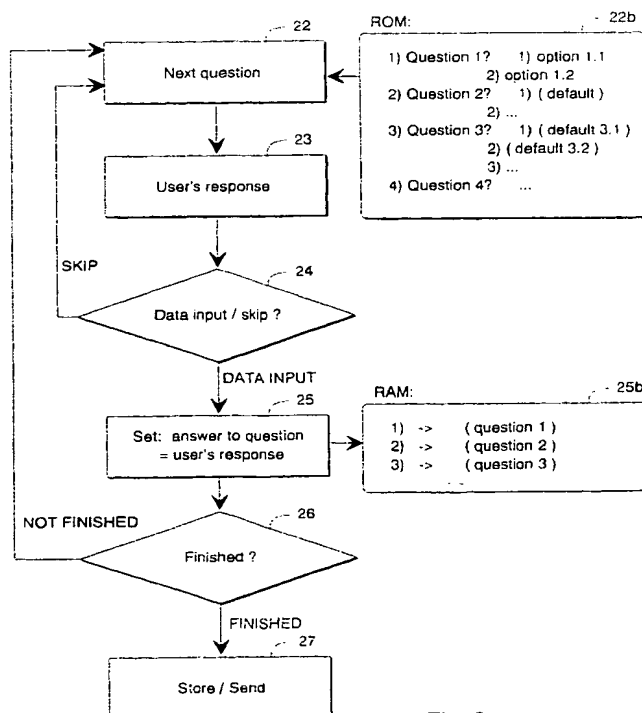 22
Next question
ROM:
22b
1) Question 1? 1) option 1.1
2) option 1.2
2) Question 2? 1) ( default )
2) ...
3) Question 3? 1) ( default 3.1 )
2) ( default 3.2 )
3) ...
4) Question 4? ...
23
User's response
SKIP
24
Data input / skip ?
DATA INPUT
25
Set: answer to question
= user's response
RAM:
25b
1) -> ( question 1 )
2) -> ( question 2 )
3) -> ( question 3 )
NOT FINISHED
26
Finished ?
FINISHED
27
Store / Send